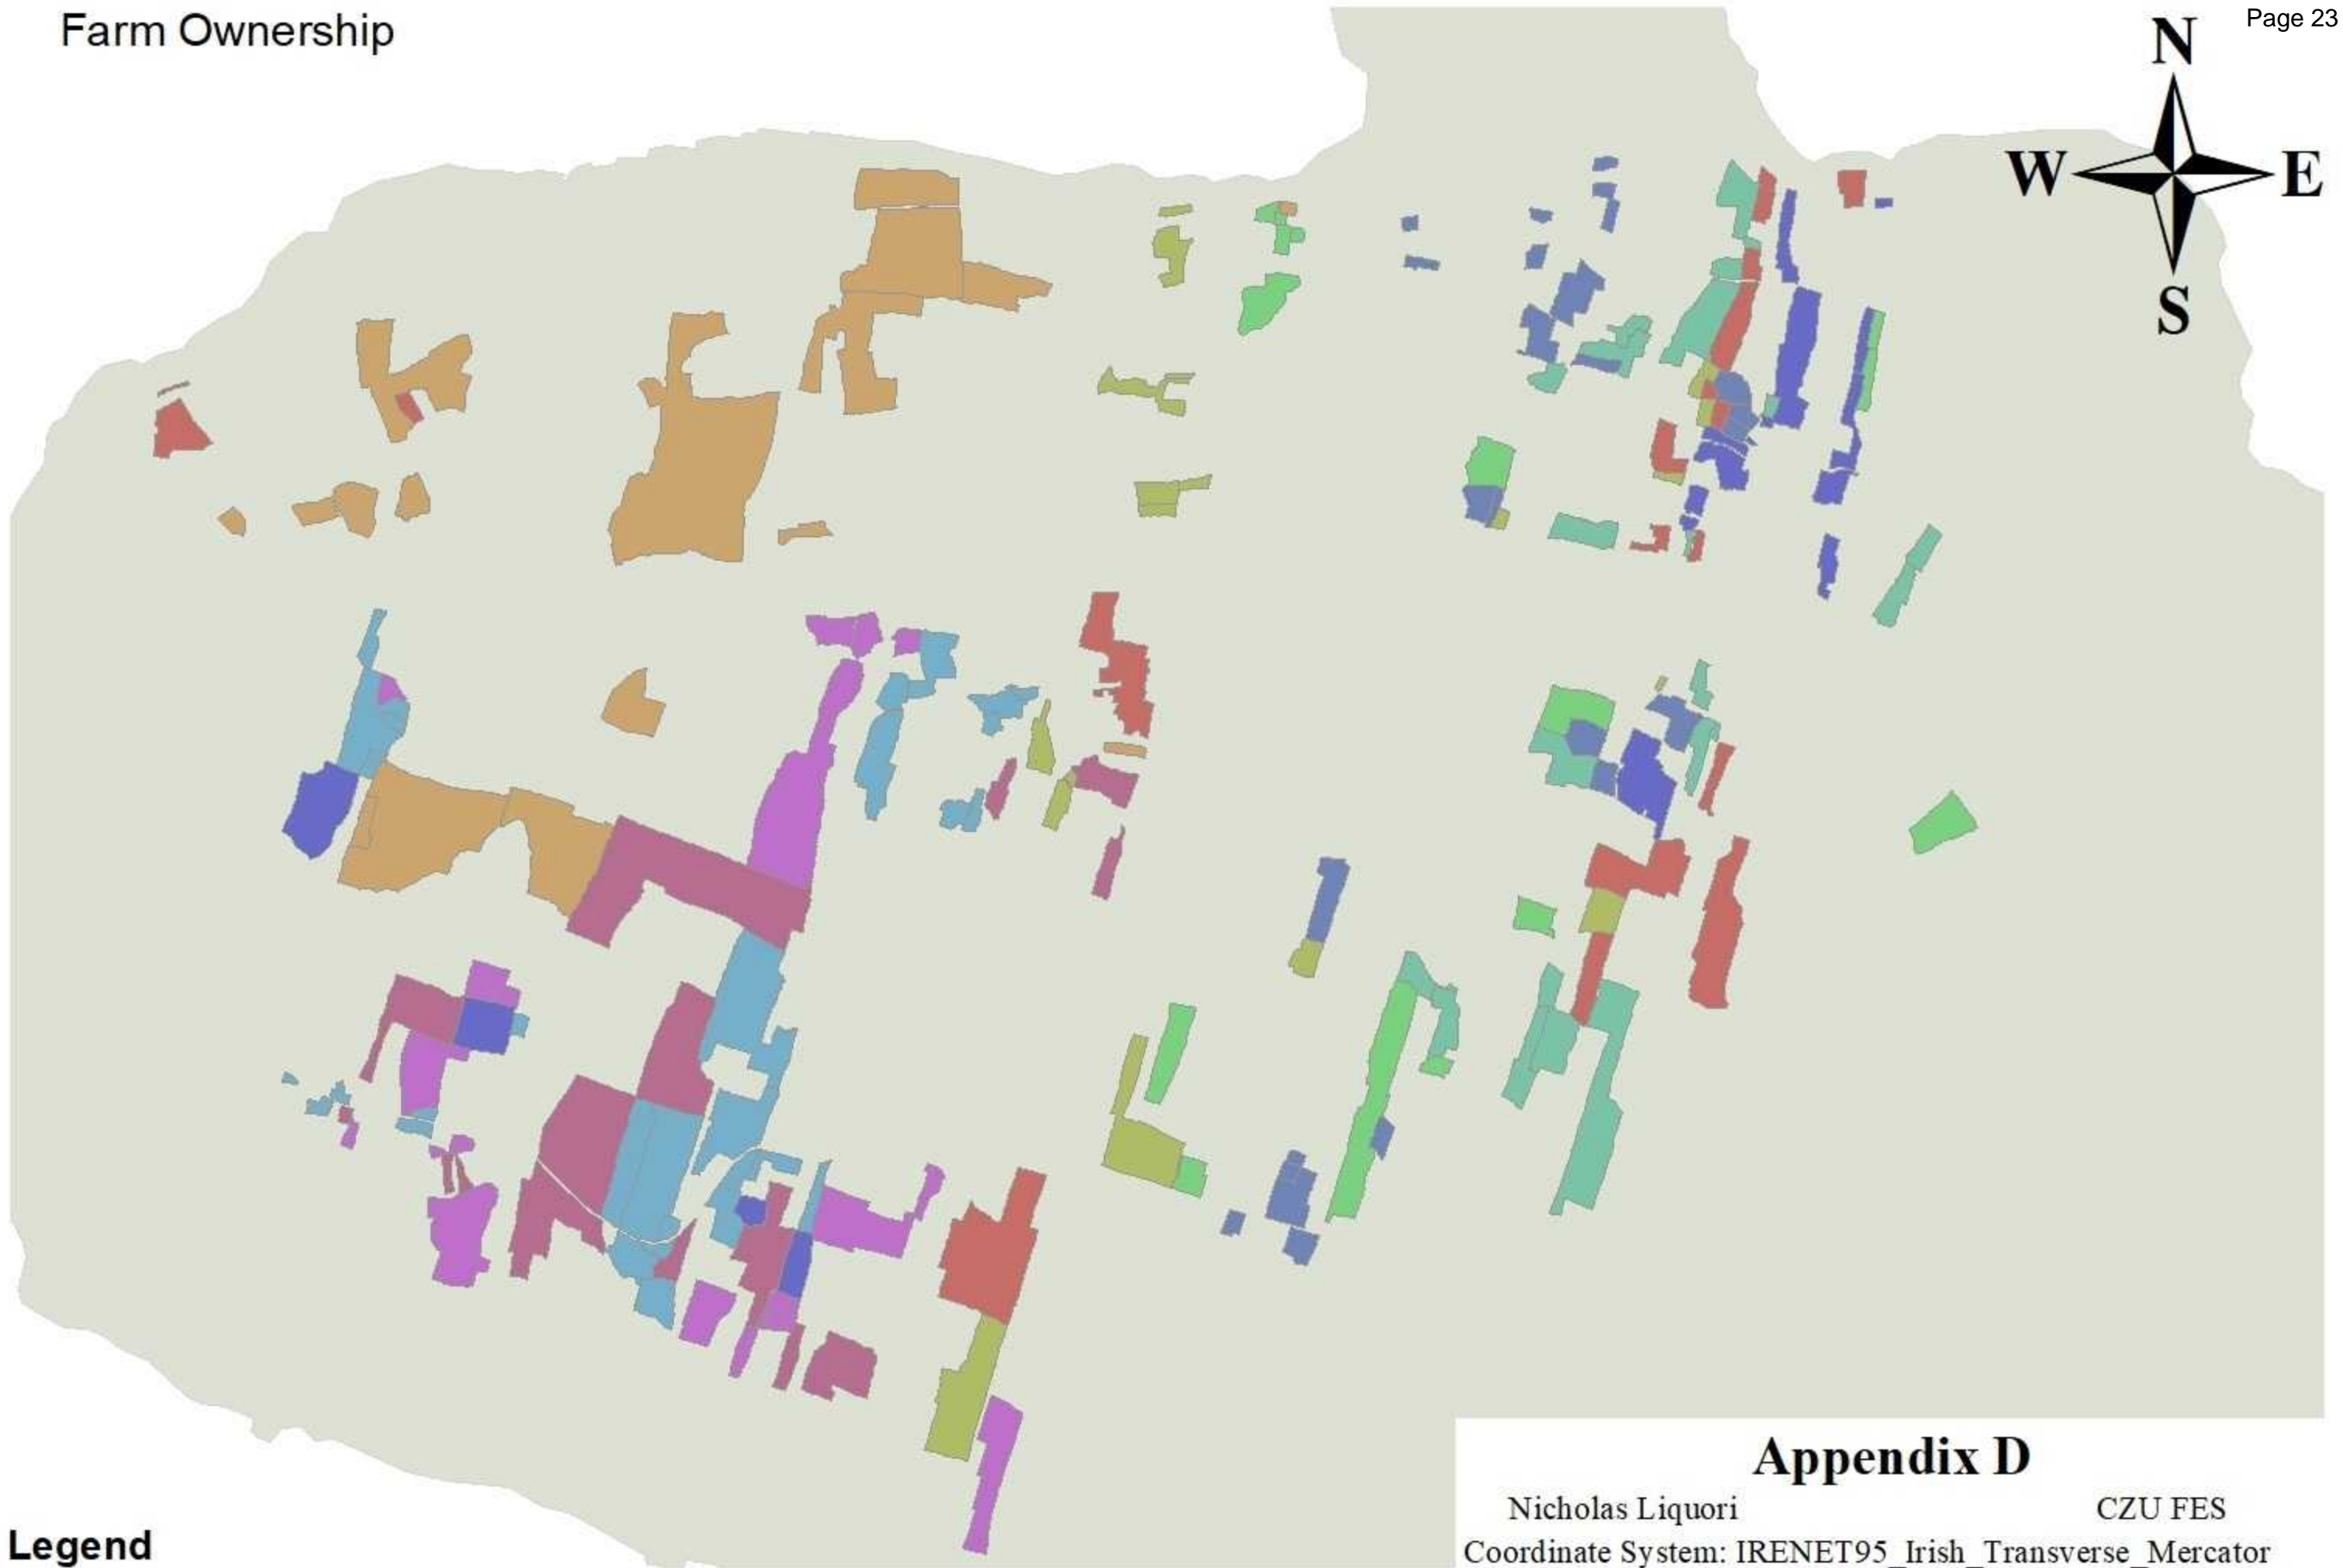 Farm Ownership
Page 23
N
W
E
S
Appendix D
Nicholas Liquori CZU FES
Coordinate System: IRENET95_Irish_Transverse_Mercator
Legend